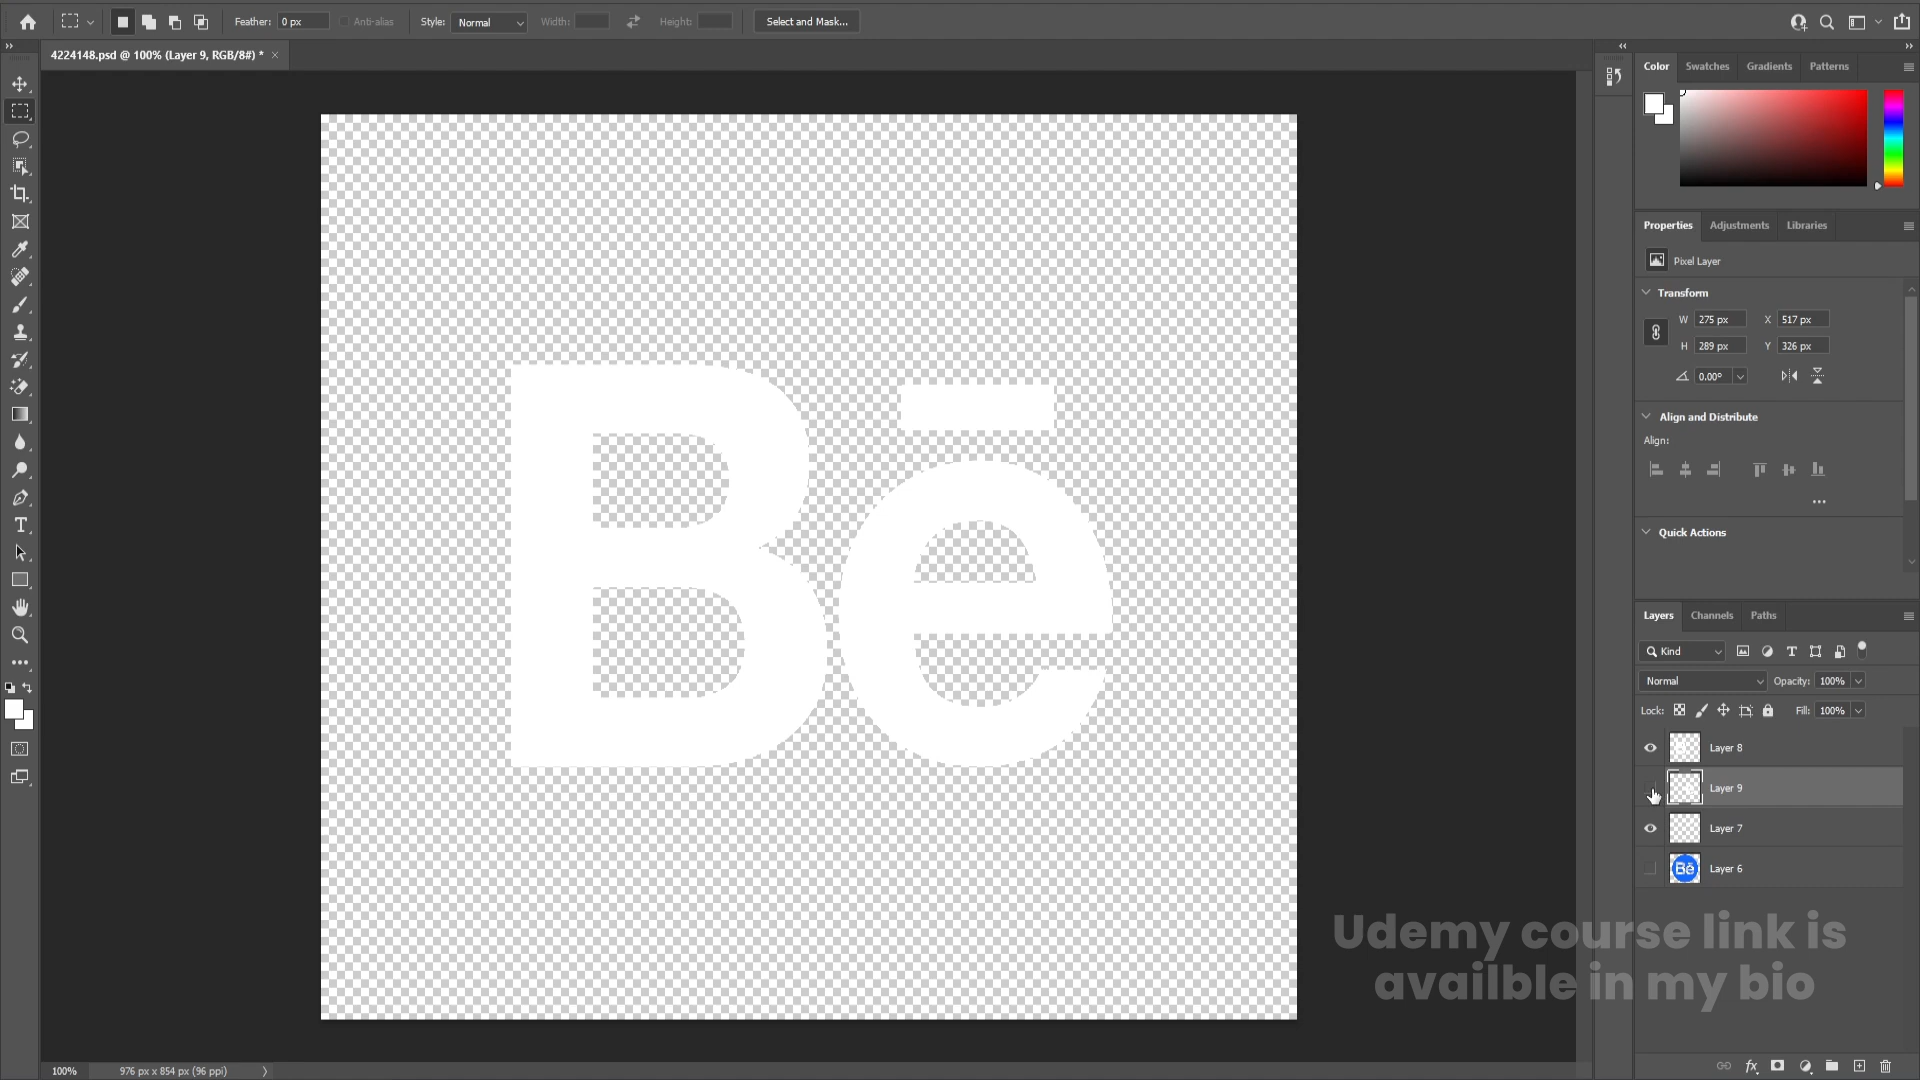 Feather: 0 px Anti-alias Style: Normal Width: Height: Select and Mask...
4224148.psd @ 100% (Layer 9, RGB/8#) * ×
Color Swatches Gradients Patterns
Properties Adjustments Libraries
Pixel Layer
Transform
W 275 px X 517 px
H 289 px Y 326 px
0.00°
Align and Distribute
Align:
Quick Actions
Bē
Layers Channels Paths
Kind
Normal Opacity: 100%
Lock: Fill: 100%
Layer 8
Layer 9
Layer 7
Bē Layer 6
Udemy course link is
availble in my bio
100% 976 px x 854 px (96 ppi)